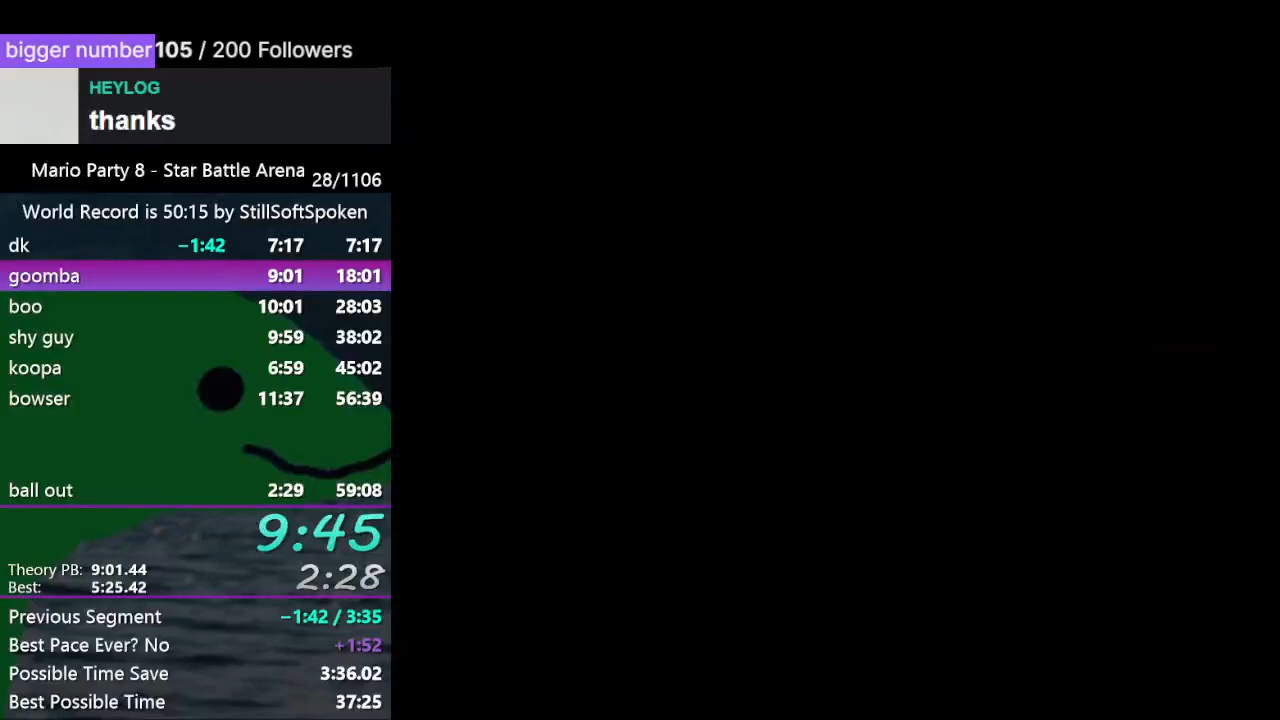 bigger number 105 / 200 Followers
HEYLOG
thanks
Mario Party 8 - Star Battle Arena 28/1106
World Record is 50:15 by StillSoftSpoken
dk −1:42 7:17 7:17
goomba 9:01 18:01
boo 10:01 28:03
shy guy 9:59 38:02
koopa 6:59 45:02
bowser 11:37 56:39
ball out 2:29 59:08
9:45
Theory PB: 9:01.44
Best: 5:25.42
2:28
Previous Segment −1:42 / 3:35
Best Pace Ever? No +1:52
Possible Time Save 3:36.02
Best Possible Time 37:25